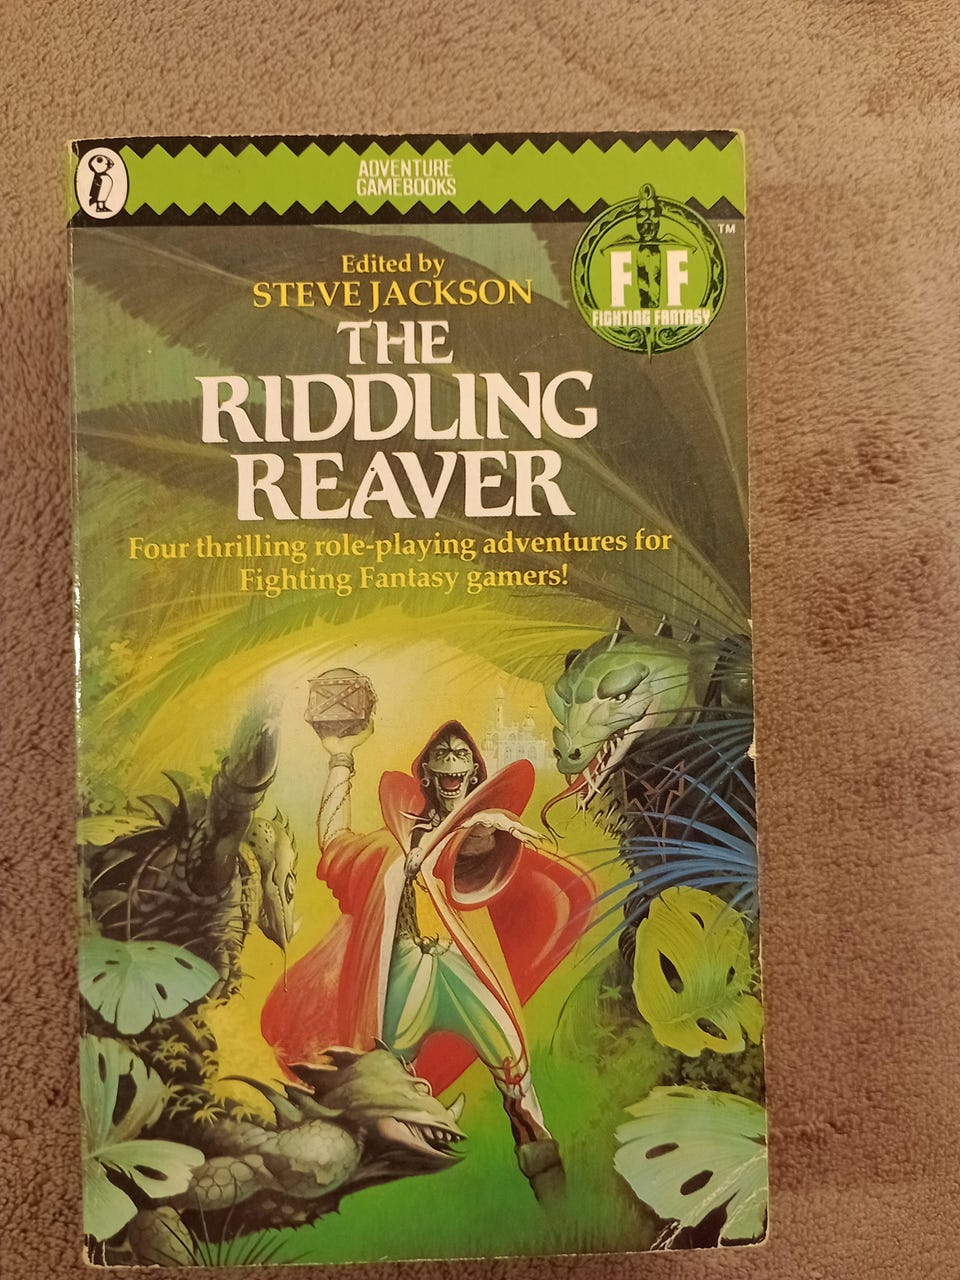 ADVENTURE
GAMEBOOKS
TM
FF
FIGHTING FANTASY
Edited by
STEVE JACKSON
THE
RIDDLING
REAVER
Four thrilling role-playing adventures for
Fighting Fantasy gamers!